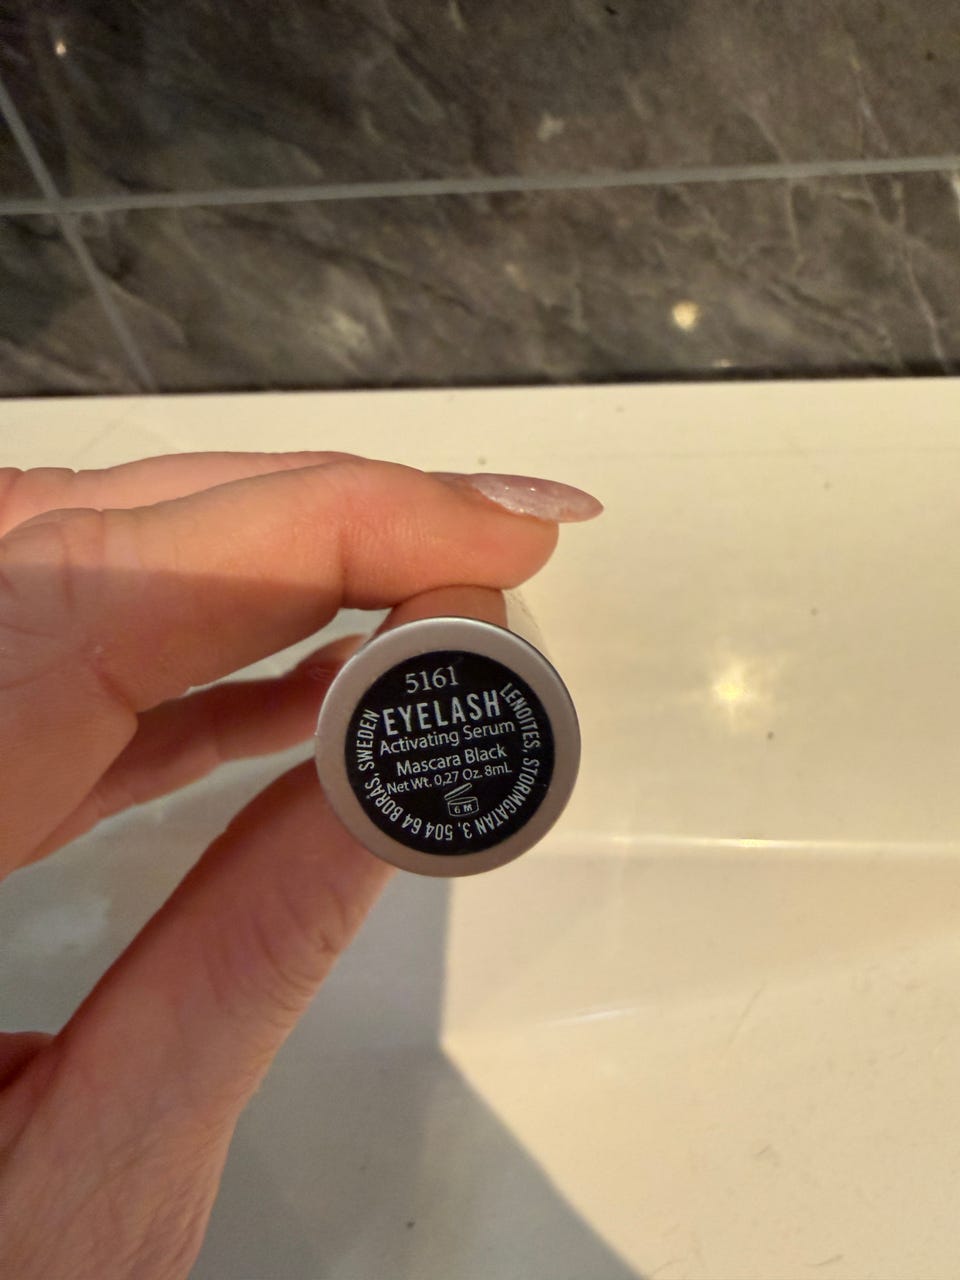 5161
EYELASH
Activating Serum
Mascara Black
Net Wt. 0,27 Oz. 8mL
6 M
LENOITES, STORMGATAN 3, 504 64 BORÅS, SWEDEN